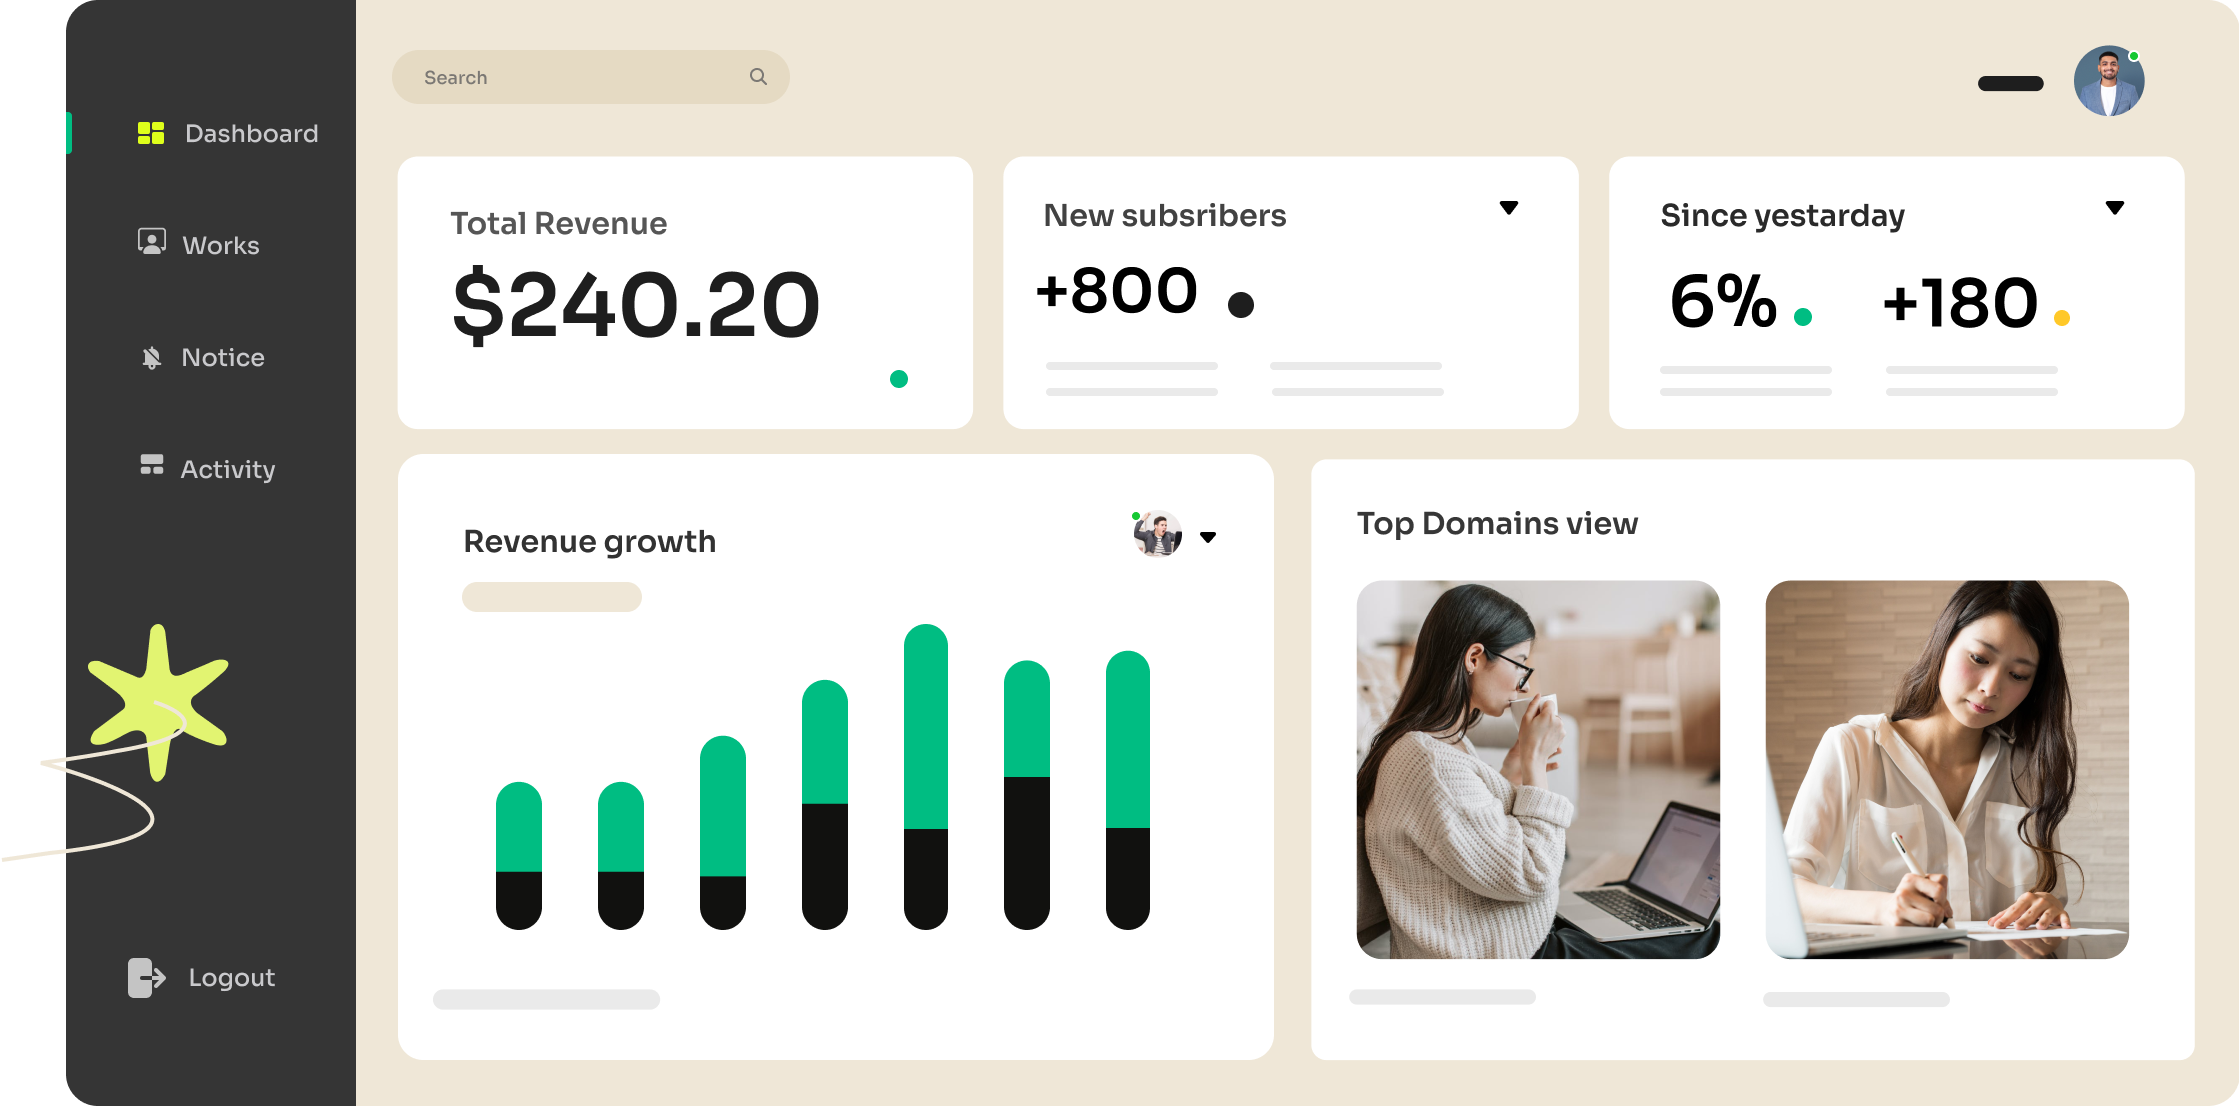 Search
Dashboard
Works
Notice
Activity
Logout
Total Revenue
$240.20
New subsribers
+800
Since yestarday
6%
+180
Revenue growth
Top Domains view